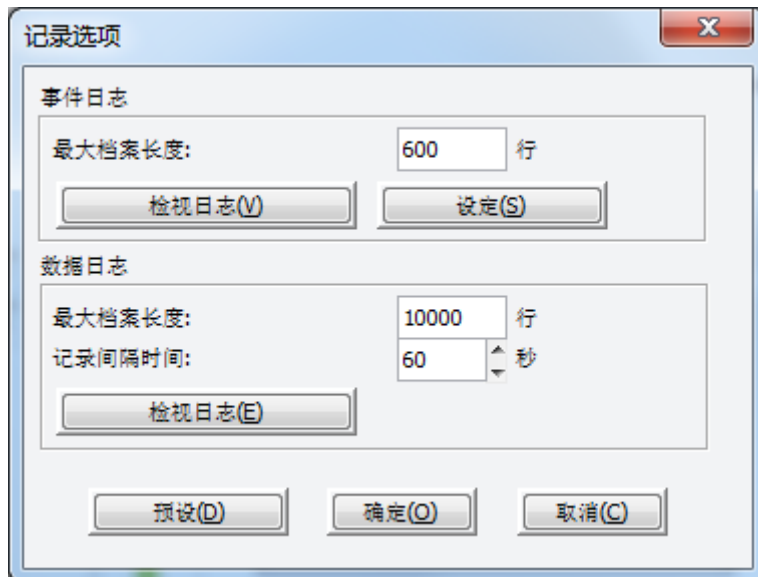 记录选项
事件日志
最大档案长度: 600 行
检视日志(V) 设定(S)
数据日志
最大档案长度: 10000 行
记录间隔时间: 60 秒
检视日志(E)
预设(D) 确定(O) 取消(C)